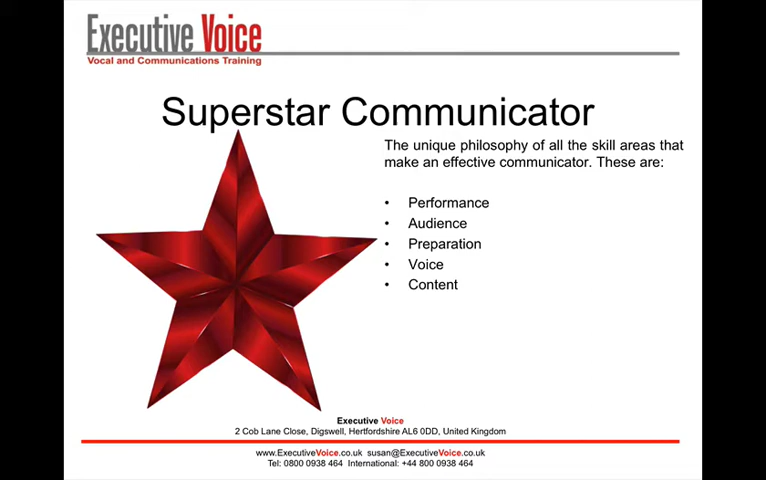 Executive Voice
Vocal and Communications Training
Superstar Communicator
The unique philosophy of all the skill areas that
make an effective communicator. These are:
• Performance
• Audience
• Preparation
• Voice
• Content
Executive Voice
2 Cob Lane Close, Digswell, Hertfordshire AL6 0DD, United Kingdom
www.ExecutiveVoice.co.uk susan@ExecutiveVoice.co.uk
Tel: 0800 0938 464 International: +44 800 0938 464